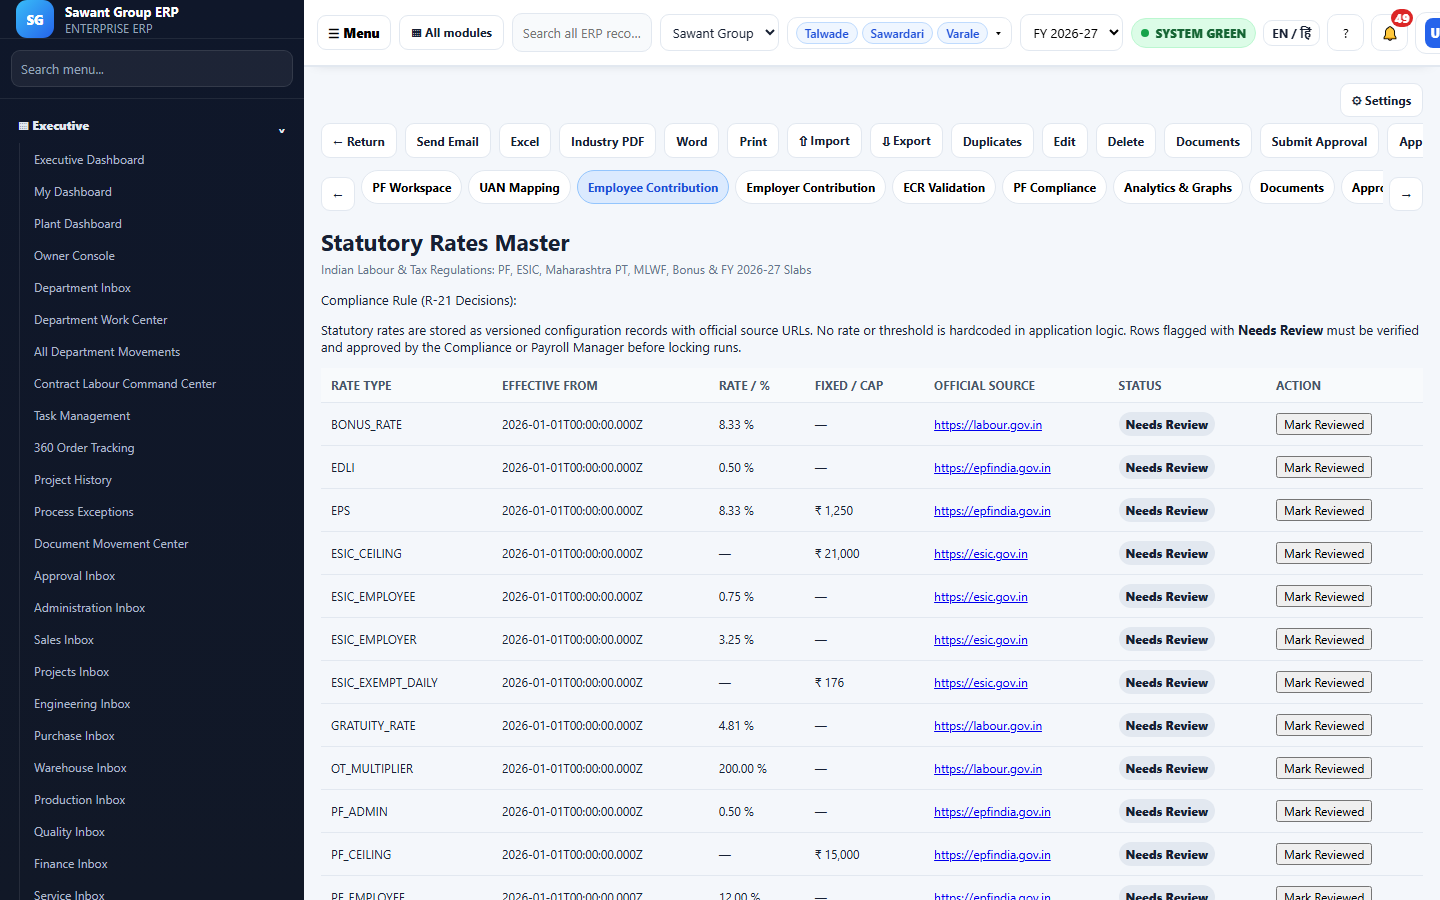 SG
Sawant Group ERP
ENTERPRISE ERP
Search menu...
Executive
Executive Dashboard
My Dashboard
Plant Dashboard
Owner Console
Department Inbox
Department Work Center
All Department Movements
Contract Labour Command Center
Task Management
360 Order Tracking
Project History
Process Exceptions
Document Movement Center
Approval Inbox
Administration Inbox
Sales Inbox
Projects Inbox
Engineering Inbox
Purchase Inbox
Warehouse Inbox
Production Inbox
Quality Inbox
Finance Inbox
Service Inbox
☰ Menu
All modules
Search all ERP reco...
Sawant Group
Talwade Sawardari Varale
FY 2026-27
SYSTEM GREEN
EN / हिं
?
49
U
⚙ Settings
← Return
Send Email
Excel
Industry PDF
Word
Print
⇧ Import
⇩ Export
Duplicates
Edit
Delete
Documents
Submit Approval
App
←
PF Workspace
UAN Mapping
Employee Contribution
Employer Contribution
ECR Validation
PF Compliance
Analytics & Graphs
Documents
Appro
→
Statutory Rates Master
Indian Labour & Tax Regulations: PF, ESIC, Maharashtra PT, MLWF, Bonus & FY 2026-27 Slabs
Compliance Rule (R-21 Decisions):
Statutory rates are stored as versioned configuration records with official source URLs. No rate or threshold is hardcoded in application logic. Rows flagged with Needs Review must be verified
and approved by the Compliance or Payroll Manager before locking runs.
RATE TYPE EFFECTIVE FROM RATE / % FIXED / CAP OFFICIAL SOURCE STATUS ACTION
BONUS_RATE 2026-01-01T00:00:00.000Z 8.33 % — https://labour.gov.in Needs Review Mark Reviewed
EDLI 2026-01-01T00:00:00.000Z 0.50 % — https://epfindia.gov.in Needs Review Mark Reviewed
EPS 2026-01-01T00:00:00.000Z 8.33 % ₹ 1,250 https://epfindia.gov.in Needs Review Mark Reviewed
ESIC_CEILING 2026-01-01T00:00:00.000Z — ₹ 21,000 https://esic.gov.in Needs Review Mark Reviewed
ESIC_EMPLOYEE 2026-01-01T00:00:00.000Z 0.75 % — https://esic.gov.in Needs Review Mark Reviewed
ESIC_EMPLOYER 2026-01-01T00:00:00.000Z 3.25 % — https://esic.gov.in Needs Review Mark Reviewed
ESIC_EXEMPT_DAILY 2026-01-01T00:00:00.000Z — ₹ 176 https://esic.gov.in Needs Review Mark Reviewed
GRATUITY_RATE 2026-01-01T00:00:00.000Z 4.81 % — https://labour.gov.in Needs Review Mark Reviewed
OT_MULTIPLIER 2026-01-01T00:00:00.000Z 200.00 % — https://labour.gov.in Needs Review Mark Reviewed
PF_ADMIN 2026-01-01T00:00:00.000Z 0.50 % — https://epfindia.gov.in Needs Review Mark Reviewed
PF_CEILING 2026-01-01T00:00:00.000Z — ₹ 15,000 https://epfindia.gov.in Needs Review Mark Reviewed
PF_EMPLOYEE 2026-01-01T00:00:00.000Z 12.00 % — https://epfindia.gov.in Needs Review Mark Reviewed